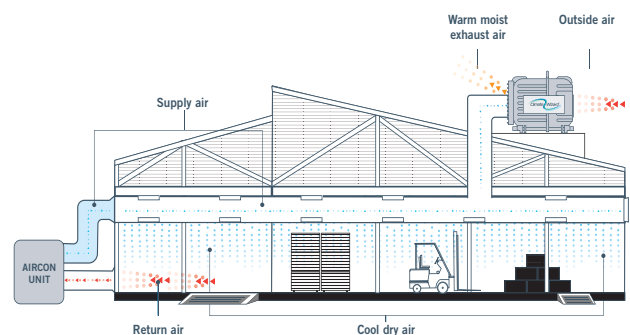 Warm moist
exhaust air
Outside air
Supply air
AIRCON
UNIT
Return air
Cool dry air